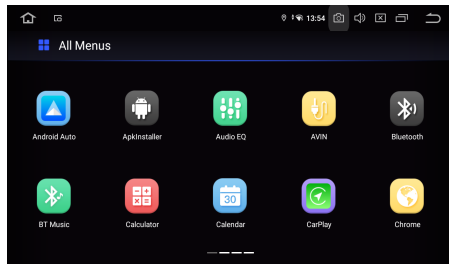 13:54
All Menus
Android Auto
ApkInstaller
Audio EQ
AVIN
Bluetooth
30
BT Music
Calculator
Calendar
CarPlay
Chrome